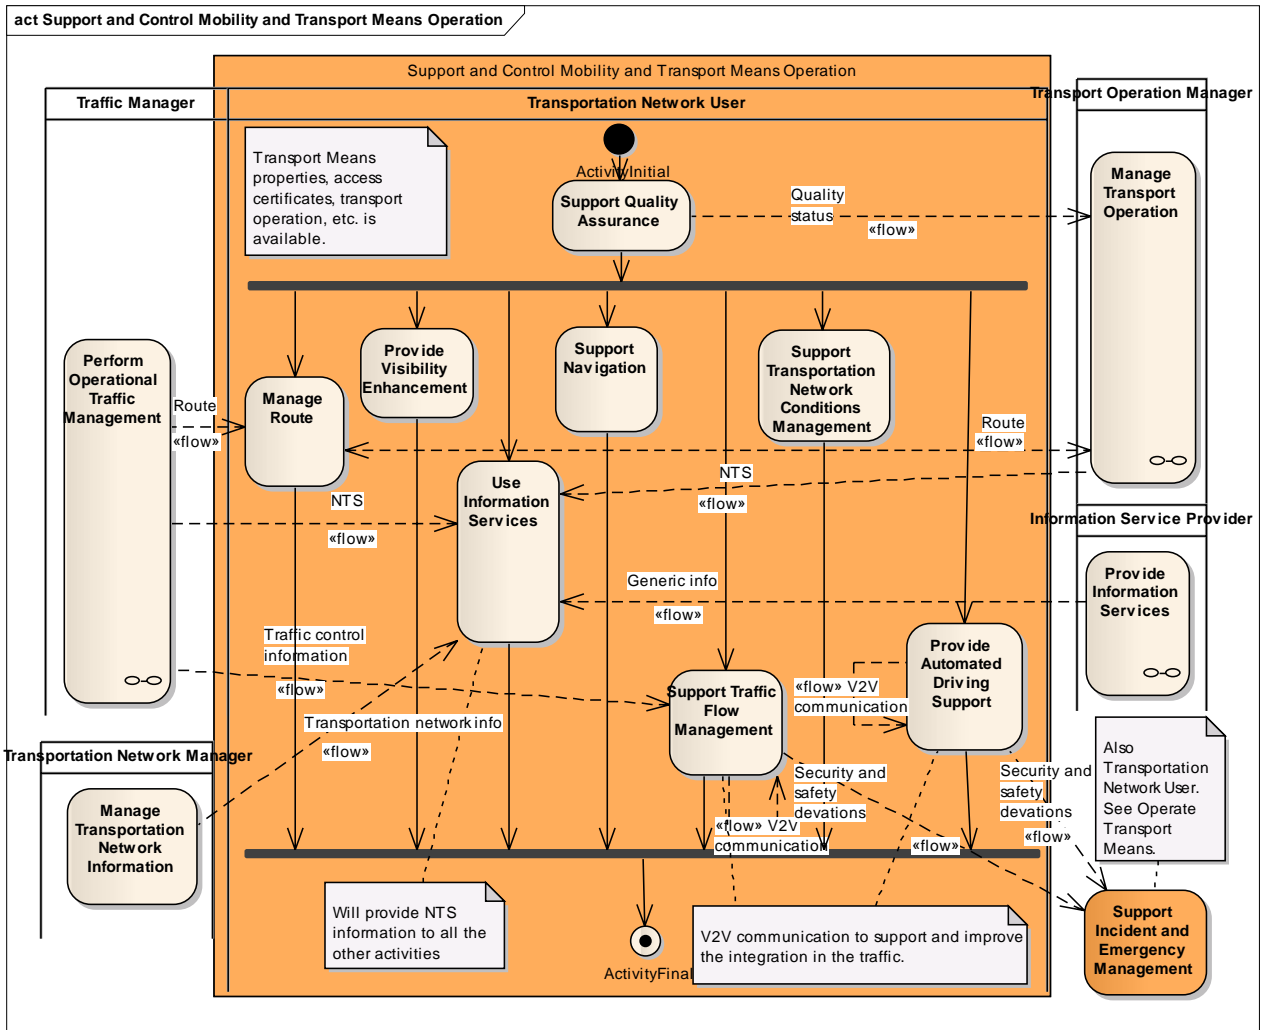 act Support and Control Mobility and Transport Means Operation
Support and Control Mobility and Transport Means Operation
Traffic Manager
Transportation Network User
Transport Operation Manager
Transport Means
properties, access
certificates, transport
operation, etc. is
available.
ActivityInitial
Support Quality
Assurance
Quality
status
«flow»
Manage
Transport
Operation
Perform
Operational
Traffic
Management
Route
«flow»
Manage
Route
Provide
Visibility
Enhancement
Support
Navigation
Support
Transportation
Network
Conditions
Management
Route
«flow»
NTS
«flow»
Use
Information
Services
NTS
«flow»
Information Service Provider
Provide
Information
Services
Generic info
«flow»
Traffic control
information
«flow»
Provide
Automated
Driving
Support
«flow» V2V
communication
Support Traffic
Flow
Management
Transportation network info
«flow»
Transportation Network Manager
Manage
Transportation
Network
Information
Security and
safety
devations
«flow»
«flow» V2V
communication
Security and
safety
devations
«flow»
Also
Transportation
Network User.
See Operate
Transport
Means.
Will provide NTS
information to all the
other activities
ActivityFinal
V2V communication to support and improve
the integration in the traffic.
Support
Incident and
Emergency
Management